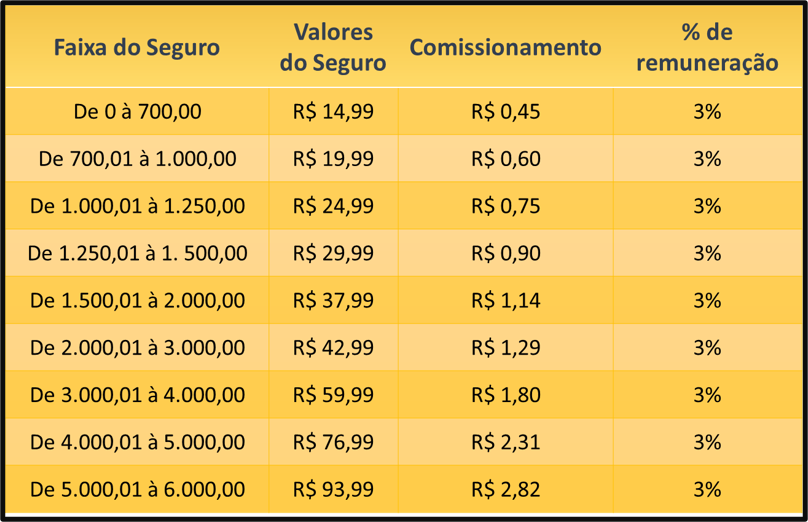 Faixa do Seguro Valores do Seguro Comissionamento % de remuneração
De 0 à 700,00 R$ 14,99 R$ 0,45 3%
De 700,01 à 1.000,00 R$ 19,99 R$ 0,60 3%
De 1.000,01 à 1.250,00 R$ 24,99 R$ 0,75 3%
De 1.250,01 à 1. 500,00 R$ 29,99 R$ 0,90 3%
De 1.500,01 à 2.000,00 R$ 37,99 R$ 1,14 3%
De 2.000,01 à 3.000,00 R$ 42,99 R$ 1,29 3%
De 3.000,01 à 4.000,00 R$ 59,99 R$ 1,80 3%
De 4.000,01 à 5.000,00 R$ 76,99 R$ 2,31 3%
De 5.000,01 à 6.000,00 R$ 93,99 R$ 2,82 3%